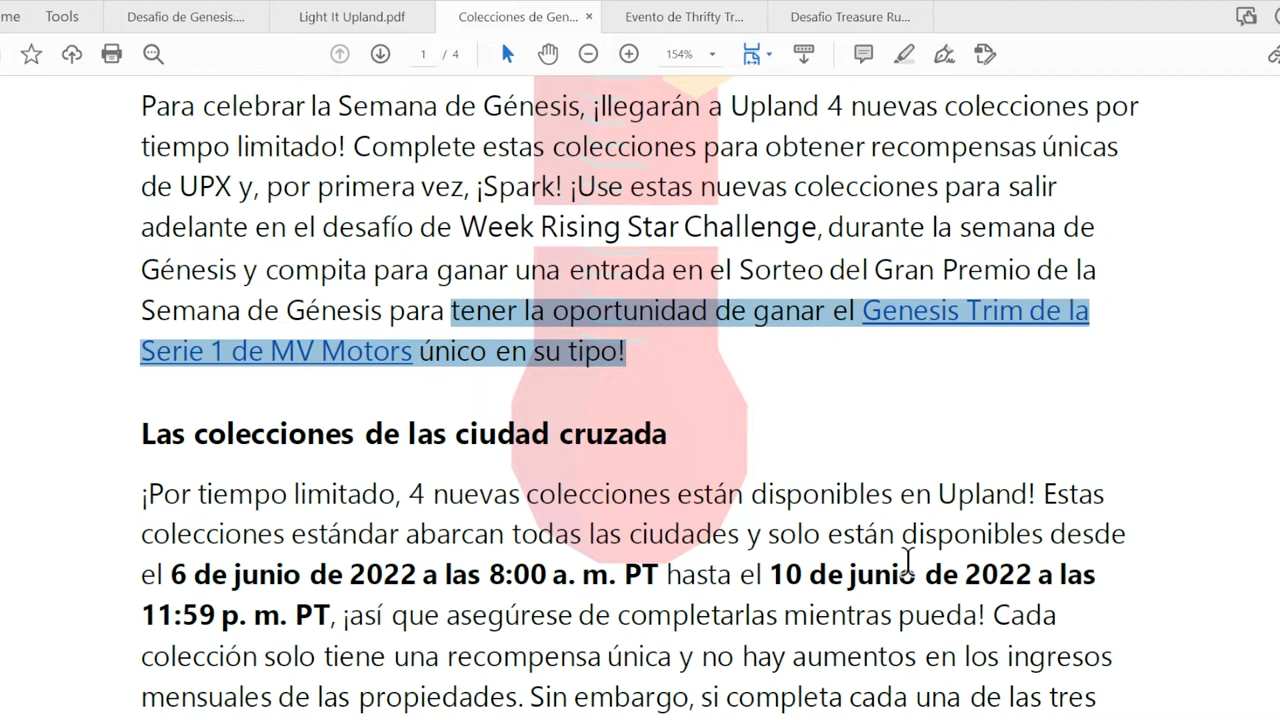 Desafio de Genesis....
Light It Upland.pdf
Colecciones de Gen... ×
Evento de Thrifty Tr...
Desafio Treasure Ru...
me
Tools
1 / 4
154%
Para celebrar la Semana de Génesis, ¡llegarán a Upland 4 nuevas colecciones por
tiempo limitado! Complete estas colecciones para obtener recompensas únicas
de UPX y, por primera vez, ¡Spark! ¡Use estas nuevas colecciones para salir
adelante en el desafío de Week Rising Star Challenge, durante la semana de
Génesis y compita para ganar una entrada en el Sorteo del Gran Premio de la
Semana de Génesis para tener la oportunidad de ganar el Genesis Trim de la
Serie 1 de MV Motors único en su tipo!
Las colecciones de las ciudad cruzada
¡Por tiempo limitado, 4 nuevas colecciones están disponibles en Upland! Estas
colecciones estándar abarcan todas las ciudades y solo están disponibles desde
el 6 de junio de 2022 a las 8:00 a. m. PT hasta el 10 de junio de 2022 a las
11:59 p. m. PT, ¡así que asegúrese de completarlas mientras pueda! Cada
colección solo tiene una recompensa única y no hay aumentos en los ingresos
mensuales de las propiedades. Sin embargo, si completa cada una de las tres